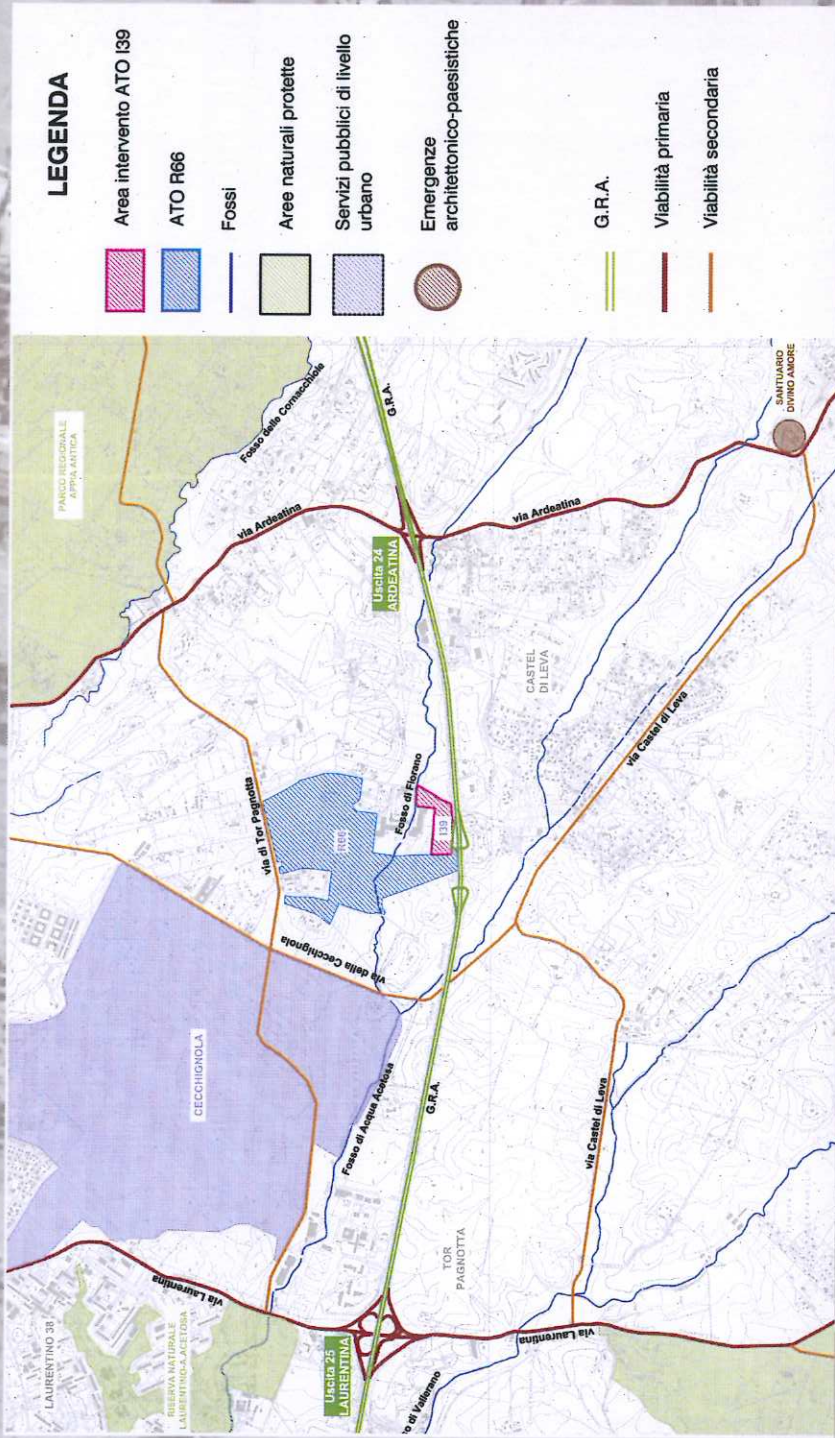 LEGENDA
Area intervento ATO I39
ATO R66
Fossi
Aree naturali protette
Servizi pubblici di livello
urbano
Emergenze
architettonico-paesistiche
G.R.A.
Viabilità primaria
Viabilità secondaria
LAURENTINO 38
RISERVA NATURALE
LAURENTINO-A.ACETOSA
via Laurentina
CECCHIGNOLA
PARCO REGIONALE
APPIA ANTICA
Fosso delle Cornacchiole
via Ardeatina
via di Tor Pagnotta
via della Cecchignola
R66
Fosso di Fiorano
I39
Fosso di Acqua Acetosa
Uscita 24
ARDEATINA
G.R.A.
Uscita 25
LAURENTINA
G.R.A.
TOR
PAGNOTTA
CASTEL
DI LEVA
via Ardeatina
via Castel di Leva
via Castel di Leva
via Laurentina
o di Vallerano
SANTUARIO
DIVINO AMORE